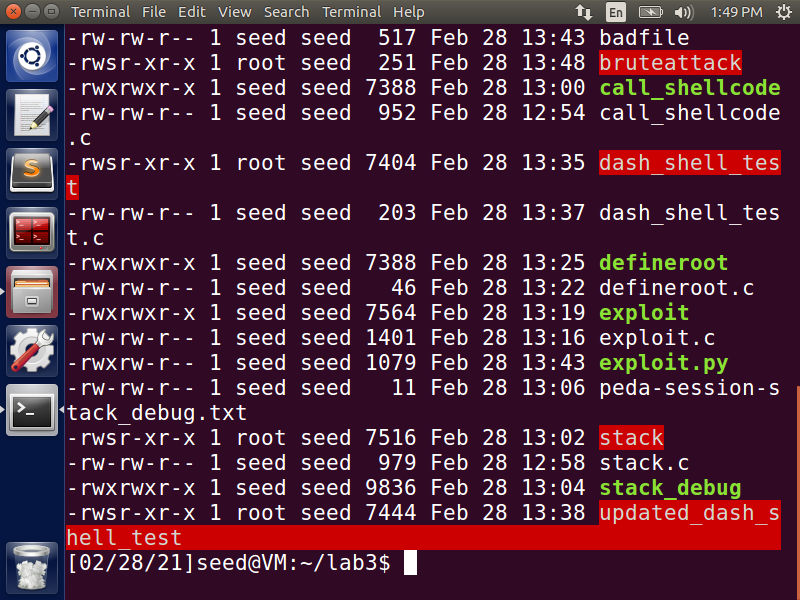 Terminal File Edit View Search Terminal Help En 1:49 PM
-rw-rw-r-- 1 seed seed  517 Feb 28 13:43 badfile
-rwsr-xr-x 1 root seed  251 Feb 28 13:48 bruteattack
-rwxrwxr-x 1 seed seed 7388 Feb 28 13:00 call_shellcode
-rw-rw-r-- 1 seed seed  952 Feb 28 12:54 call_shellcode
.c
-rwsr-xr-x 1 root seed 7404 Feb 28 13:35 dash_shell_tes
t
-rw-rw-r-- 1 seed seed  203 Feb 28 13:37 dash_shell_tes
t.c
-rwxrwxr-x 1 seed seed 7388 Feb 28 13:25 defineroot
-rw-rw-r-- 1 seed seed   46 Feb 28 13:22 defineroot.c
-rwxrwxr-x 1 seed seed 7564 Feb 28 13:19 exploit
-rw-rw-r-- 1 seed seed 1401 Feb 28 13:16 exploit.c
-rwxrw-r-- 1 seed seed 1079 Feb 28 13:43 exploit.py
-rw-rw-r-- 1 seed seed   11 Feb 28 13:06 peda-session-s
tack_debug.txt
-rwsr-xr-x 1 root seed 7516 Feb 28 13:02 stack
-rw-rw-r-- 1 seed seed  979 Feb 28 12:58 stack.c
-rwxrwxr-x 1 seed seed 9836 Feb 28 13:04 stack_debug
-rwsr-xr-x 1 root seed 7444 Feb 28 13:38 updated_dash_s
hell_test
[02/28/21]seed@VM:~/lab3$